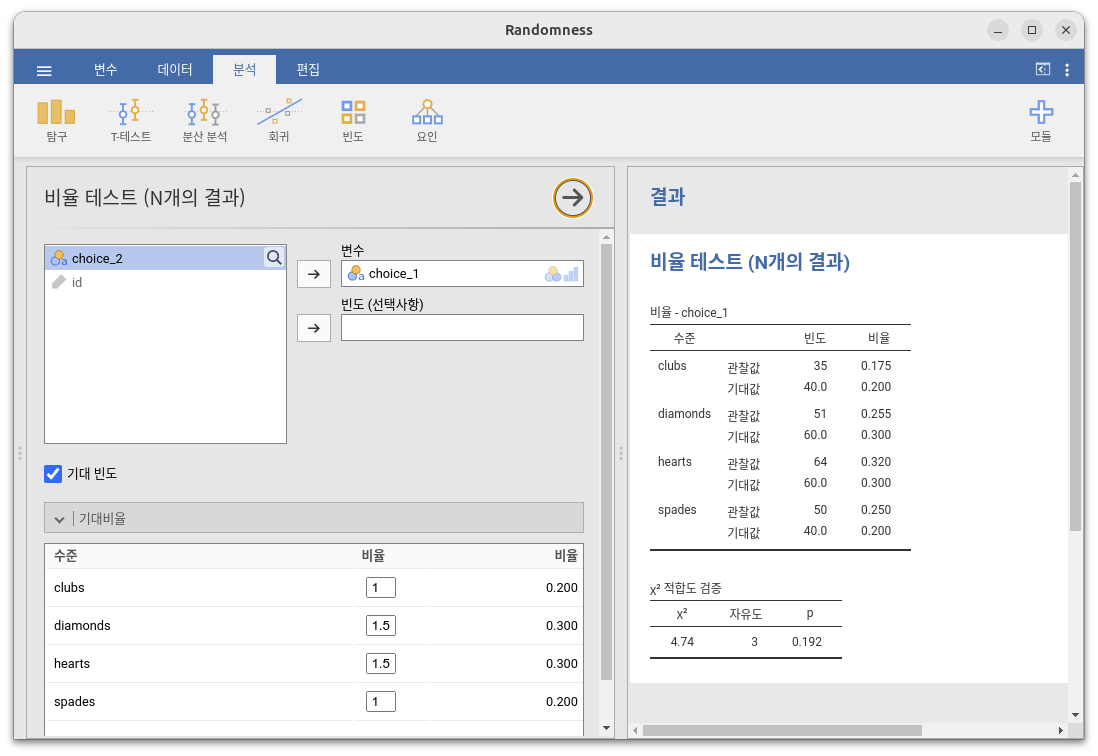 Randomness
변수 데이터 분석 편집
탐구 T-테스트 분산 분석 회귀 빈도 요인 모듈
비율 테스트 (N개의 결과)
choice_2
id
변수
choice_1
빈도 (선택사항)
기대 빈도
기대비율
수준 비율 비율
clubs 1 0.200
diamonds 1.5 0.300
hearts 1.5 0.300
spades 1 0.200
결과
비율 테스트 (N개의 결과)
비율 - choice_1
수준 빈도 비율
clubs 관찰값 35 0.175
기대값 40.0 0.200
diamonds 관찰값 51 0.255
기대값 60.0 0.300
hearts 관찰값 64 0.320
기대값 60.0 0.300
spades 관찰값 50 0.250
기대값 40.0 0.200
χ² 적합도 검증
χ² 자유도 p
4.74 3 0.192